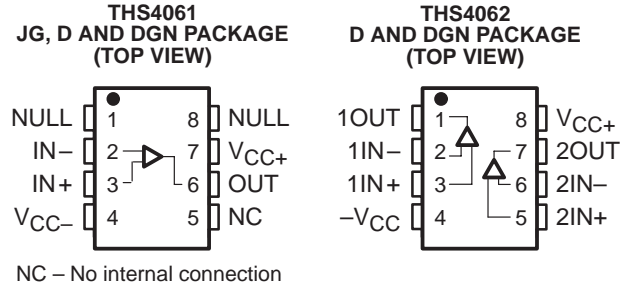 THS4061
JG, D AND DGN PACKAGE
(TOP VIEW)
NULL 1 8 NULL
IN− 2 7 VCC+
IN+ 3 6 OUT
VCC− 4 5 NC
NC – No internal connection
THS4062
D AND DGN PACKAGE
(TOP VIEW)
1OUT 1 8 VCC+
1IN− 2 7 2OUT
1IN+ 3 6 2IN−
−VCC 4 5 2IN+